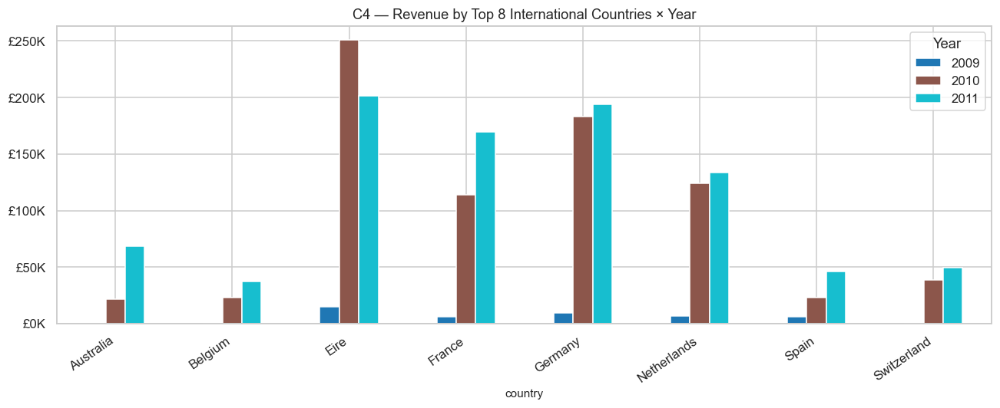 C4 — Revenue by Top 8 International Countries × Year
£250K
£200K
£150K
£100K
£50K
£0K
Year
2009
2010
2011
Australia
Belgium
Eire
France
Germany
Netherlands
Spain
Switzerland
country